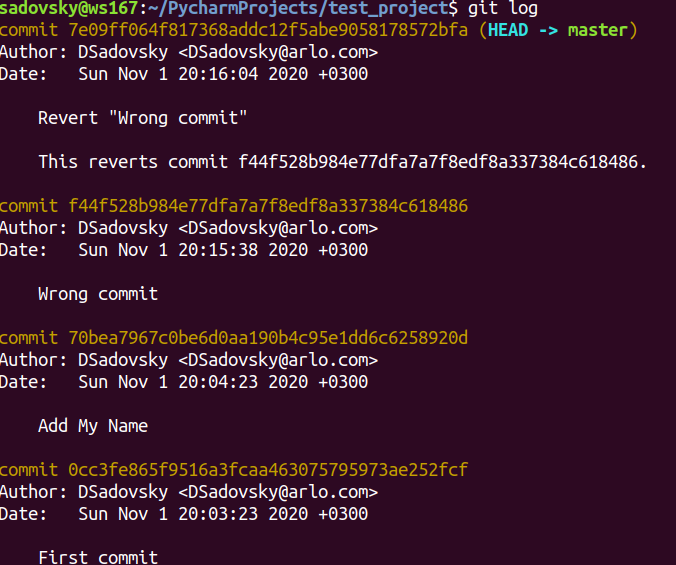 sadovsky@ws167:~/PycharmProjects/test_project$ git log
commit 7e09ff064f817368addc12f5abe9058178572bfa (HEAD -> master)
Author: DSadovsky <DSadovsky@arlo.com>
Date:   Sun Nov 1 20:16:04 2020 +0300
    Revert "Wrong commit"
    This reverts commit f44f528b984e77dfa7a7f8edf8a337384c618486.
commit f44f528b984e77dfa7a7f8edf8a337384c618486
Author: DSadovsky <DSadovsky@arlo.com>
Date:   Sun Nov 1 20:15:38 2020 +0300
    Wrong commit
commit 70bea7967c0be6d0aa190b4c95e1dd6c6258920d
Author: DSadovsky <DSadovsky@arlo.com>
Date:   Sun Nov 1 20:04:23 2020 +0300
    Add My Name
commit 0cc3fe865f9516a3fcaa463075795973ae252fcf
Author: DSadovsky <DSadovsky@arlo.com>
Date:   Sun Nov 1 20:03:23 2020 +0300
    First commit